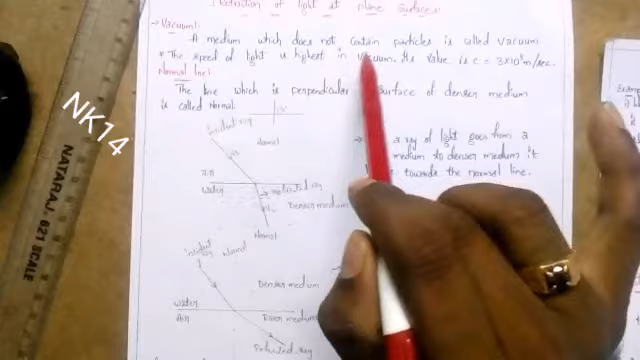 Refraction of light at plane surfaces
→ Vacuum:
A medium which does not contain particles is called vacuum
* The speed of light is highest in vacuum. Its value is c = 3x10⁸m/sec.
Normal line:
The line which is perpendicular surface of denser medium
is called Normal
Normal
a ray of light goes from a
medium to denser medium it
towards the normal line.
Incident ray
Air
Water
refracted ray
Denser medium
Normal
Incident ray
Normal
Denser medium
Water
Air
Rarer medium
Refracted ray
NK14
NATARAJ
621 SCALE